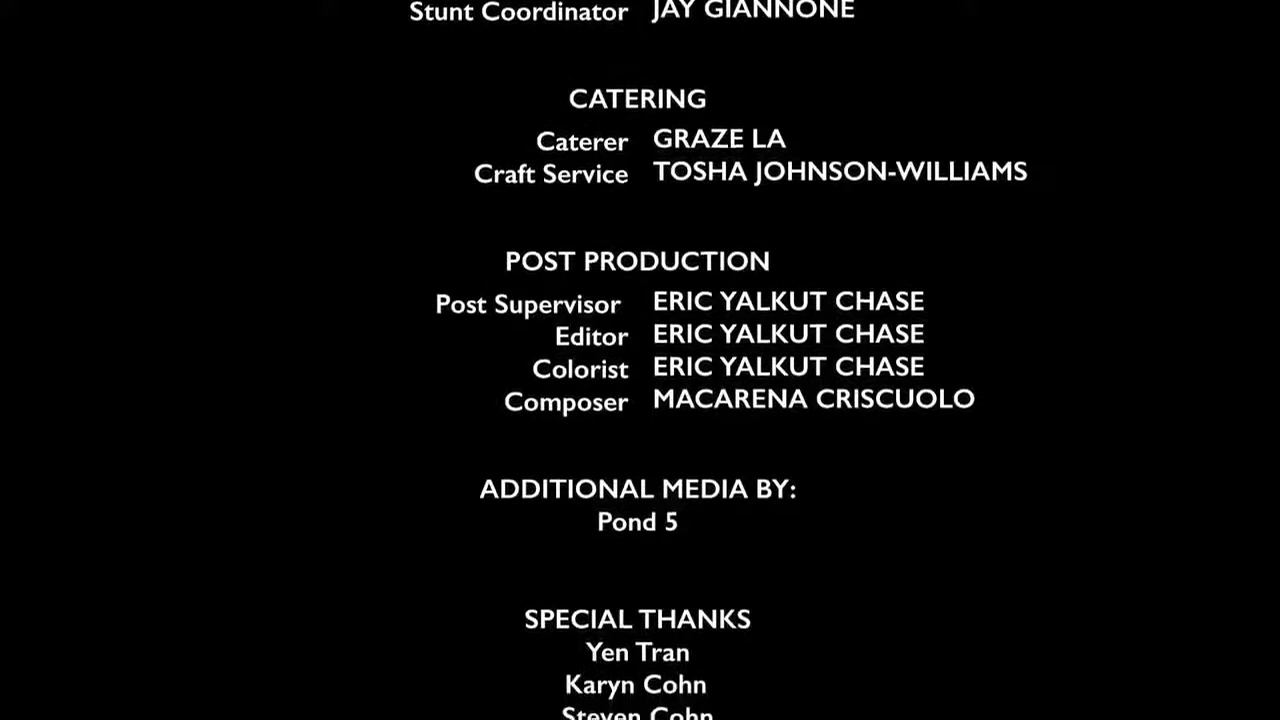 Stunt Coordinator JAY GIANNONE
CATERING
Caterer GRAZE LA
Craft Service TOSHA JOHNSON-WILLIAMS
POST PRODUCTION
Post Supervisor ERIC YALKUT CHASE
Editor ERIC YALKUT CHASE
Colorist ERIC YALKUT CHASE
Composer MACARENA CRISCUOLO
ADDITIONAL MEDIA BY:
Pond 5
SPECIAL THANKS
Yen Tran
Karyn Cohn
Steven Cohn